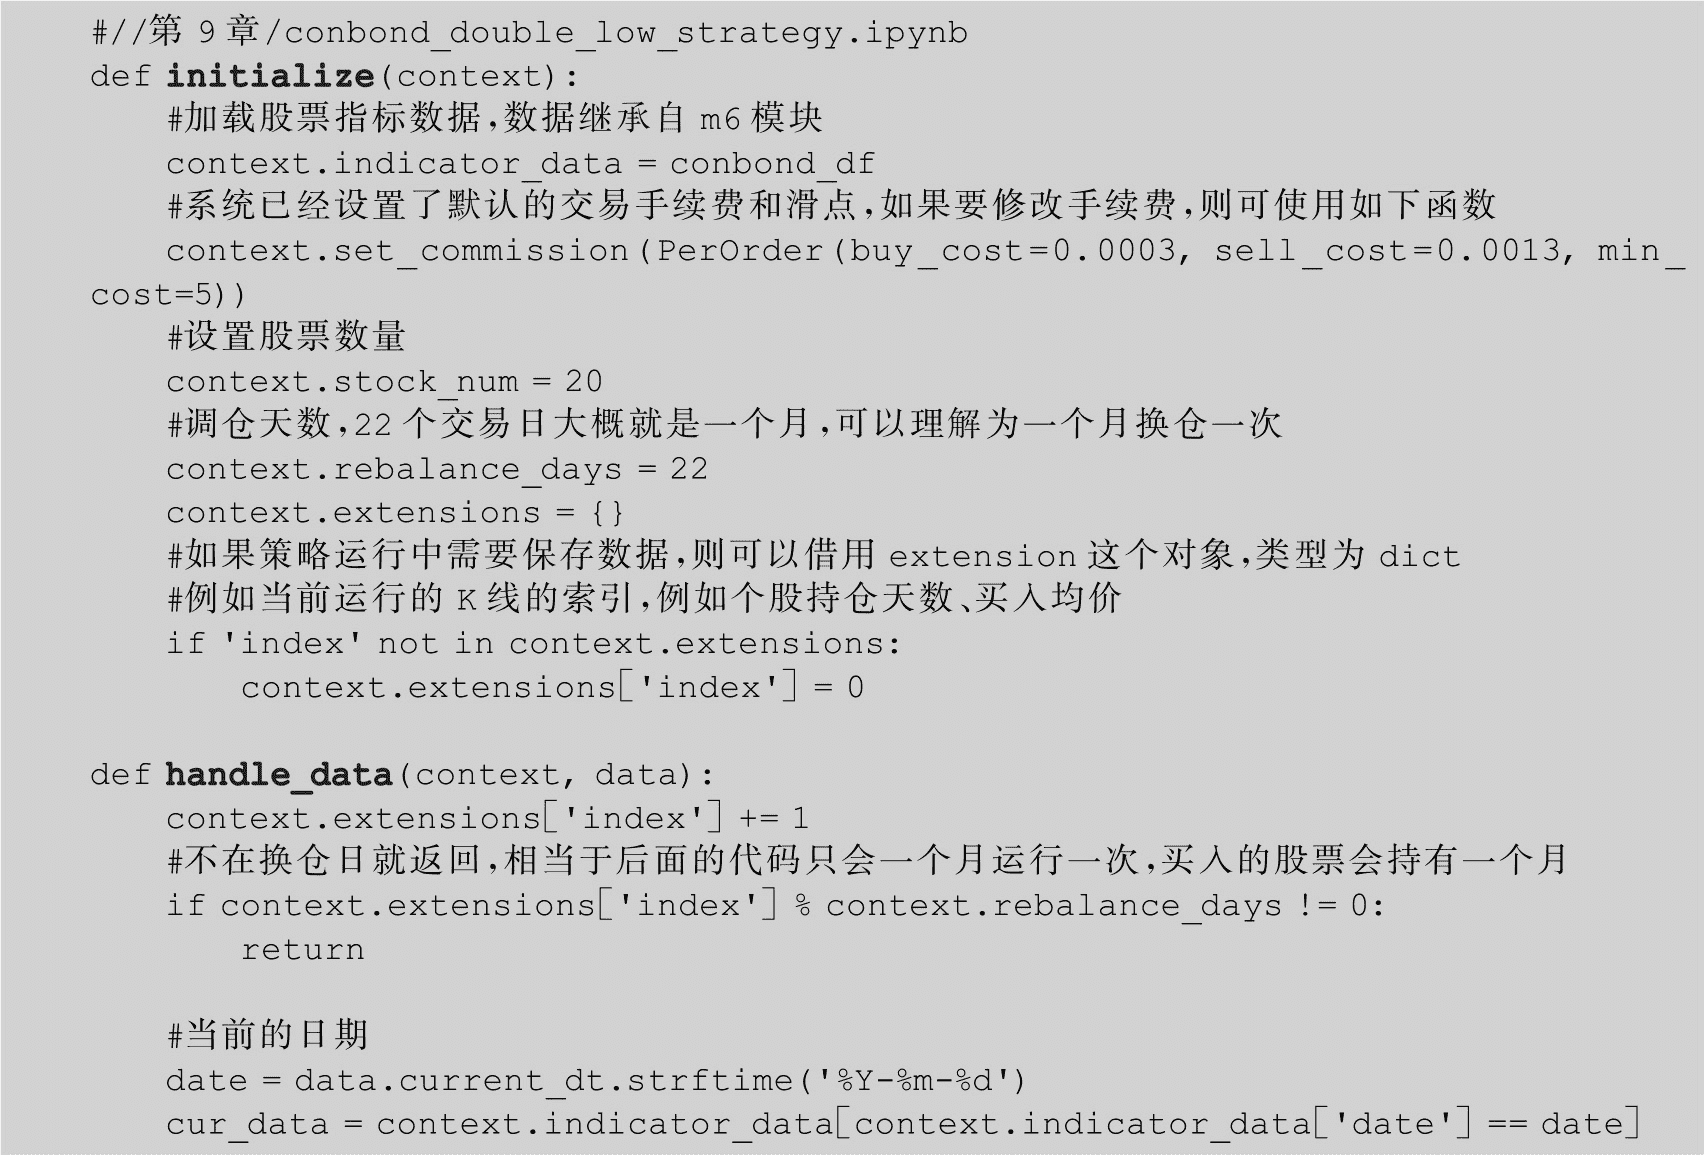 #//第 9 章/conbond_double_low_strategy.ipynb
def initialize(context):
    #加载股票指标数据,数据继承自 m6 模块
    context.indicator_data = conbond_df
    #系统已经设置了默认的交易手续费和滑点,如果要修改手续费,则可使用如下函数
    context.set_commission(PerOrder(buy_cost=0.0003, sell_cost=0.0013, min_
cost=5))
    #设置股票数量
    context.stock_num = 20
    #调仓天数,22 个交易日大概就是一个月,可以理解为一个月换仓一次
    context.rebalance_days = 22
    context.extensions = {}
    #如果策略运行中需要保存数据,则可以借用 extension 这个对象,类型为 dict
    #例如当前运行的 K 线的索引,例如个股持仓天数、买入均价
    if 'index' not in context.extensions:
        context.extensions['index'] = 0

def handle_data(context, data):
    context.extensions['index'] += 1
    #不在换仓日就返回,相当于后面的代码只会一个月运行一次,买入的股票会持有一个月
    if context.extensions['index'] % context.rebalance_days != 0:
        return

    #当前的日期
    date = data.current_dt.strftime('%Y-%m-%d')
    cur_data = context.indicator_data[context.indicator_data['date'] == date]